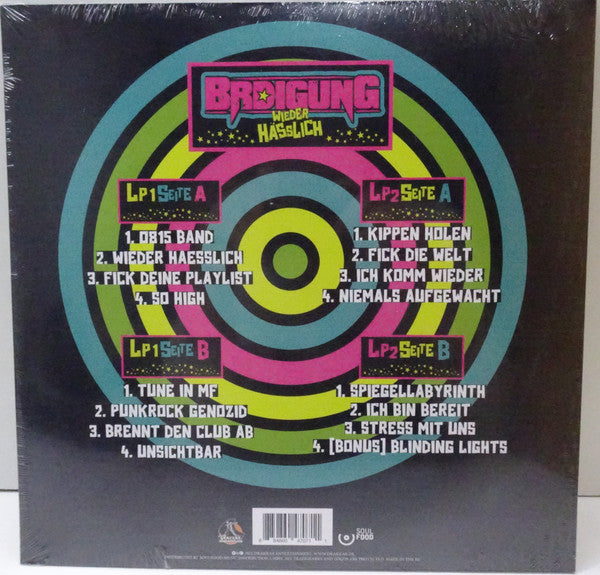 BRDIGUNG
WIEDER
HÄSSLICH
LP1 SEITE A
1. 0815 BAND
2. WIEDER HAESSLICH
3. FICK DEINE PLAYLIST
4. SO HIGH
LP2 SEITE A
1. KIPPEN HOLEN
2. FICK DIE WELT
3. ICH KOMM WIEDER
4. NIEMALS AUFGEWACHT
LP1 SEITE B
1. TUNE IN MF
2. PUNKROCK GENOZID
3. BRENNT DEN CLUB AB
4. UNSICHTBAR
LP2 SEITE B
1. SPIEGELLABYRINTH
2. ICH BIN BEREIT
3. STRESS MIT UNS
4. [BONUS] BLINDING LIGHTS
SOUL
FOOD